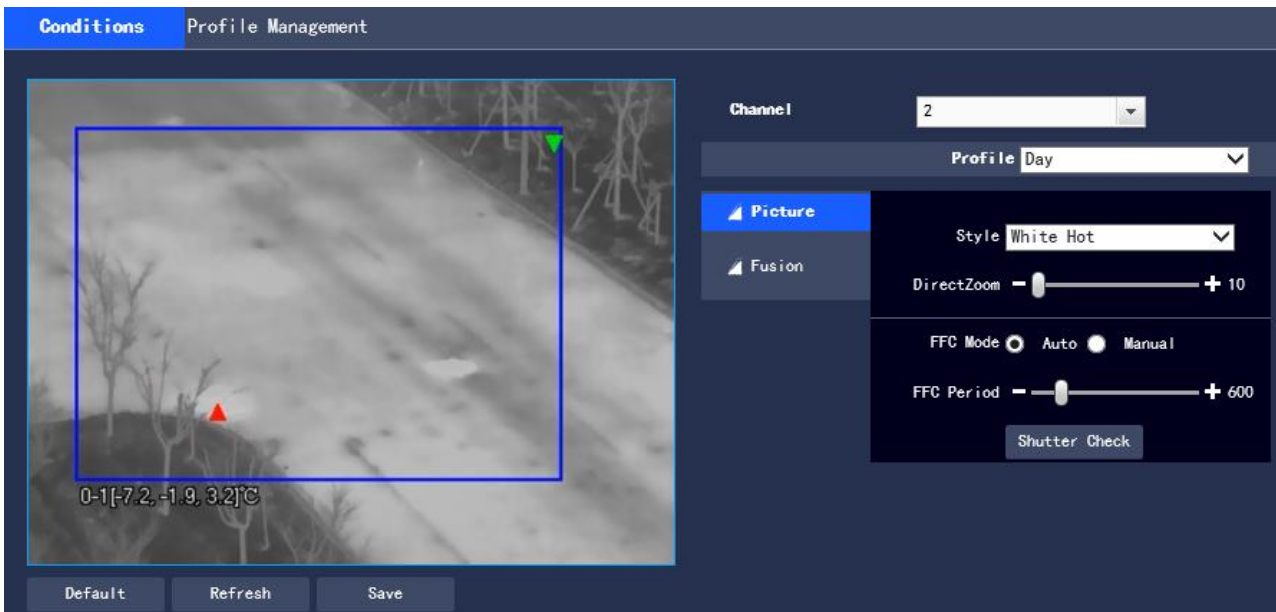 Conditions Profile Management
Channel 2
Profile Day
Picture
Fusion
Style White Hot
DirectZoom 10
FFC Mode Auto Manual
FFC Period 600
Shutter Check
0-1[-7.2, -1.9, 3.2]℃
Default Refresh Save